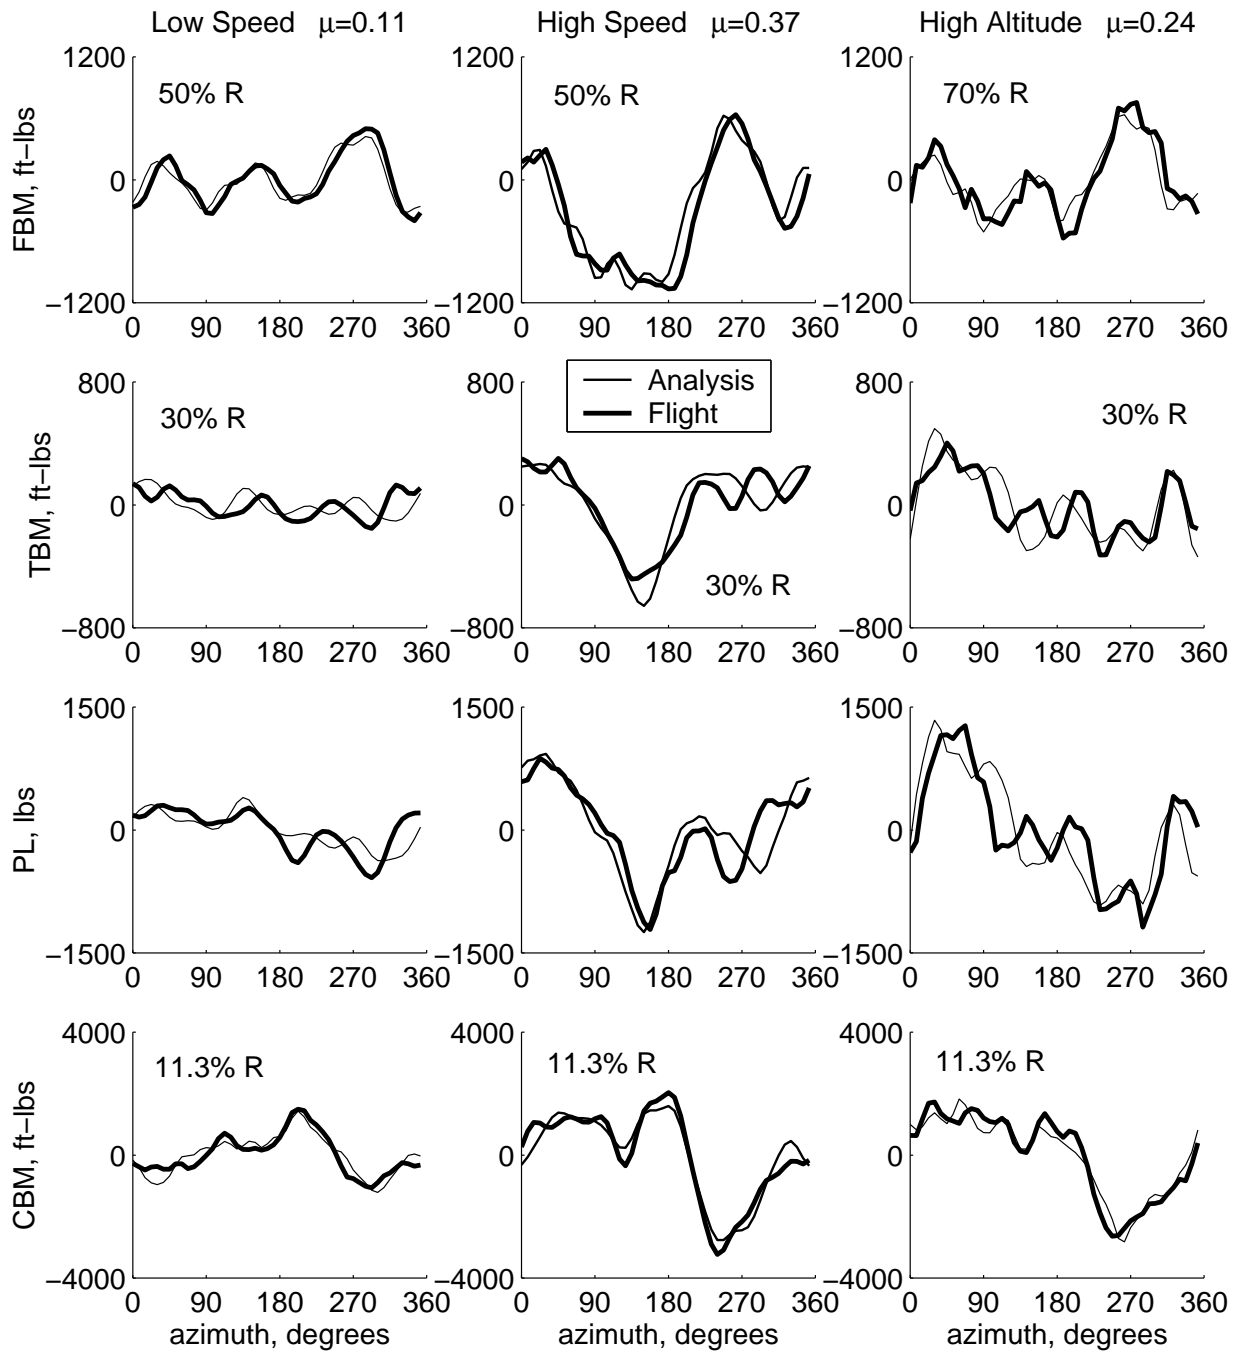 Low Speed μ=0.11 High Speed μ=0.37 High Altitude μ=0.24
1200 1200 1200
50% R 50% R 70% R
FBM, ft−lbs
0 0 0
−1200 −1200 −1200
0 90 180 270 360 0 90 180 270 360 0 90 180 270 360
800 800 800
Analysis
Flight
30% R 30% R
TBM, ft−lbs
0 0 0
30% R
−800 −800 −800
0 90 180 270 360 0 90 180 270 360 0 90 180 270 360
1500 1500 1500
PL, lbs
0 0 0
−1500 −1500 −1500
0 90 180 270 360 0 90 180 270 360 0 90 180 270 360
4000 4000 4000
11.3% R 11.3% R 11.3% R
CBM, ft−lbs
0 0 0
−4000 −4000 −4000
0 90 180 270 360 0 90 180 270 360 0 90 180 270 360
azimuth, degrees azimuth, degrees azimuth, degrees